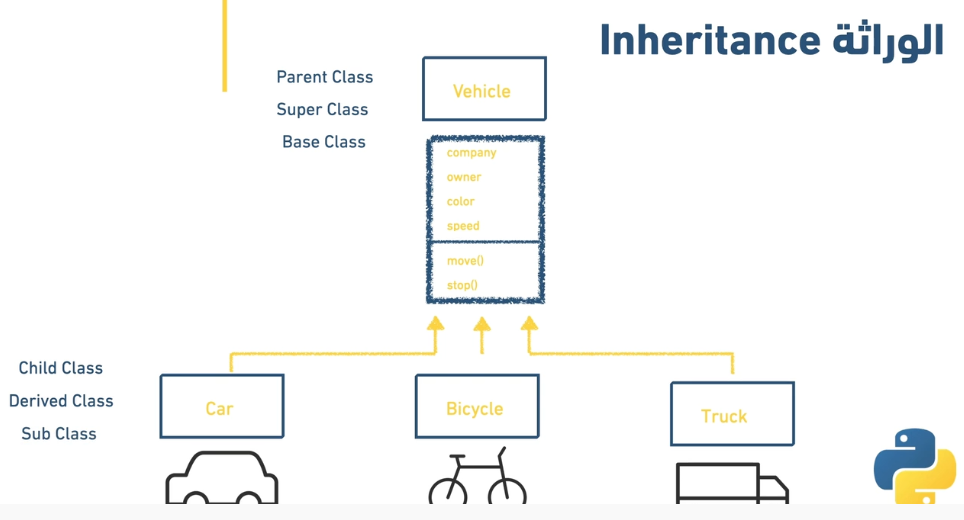 Inheritance الوراثة
Parent Class
Super Class
Base Class
Vehicle
company
owner
color
speed
move()
stop()
Child Class
Derived Class
Sub Class
Car
Bicycle
Truck